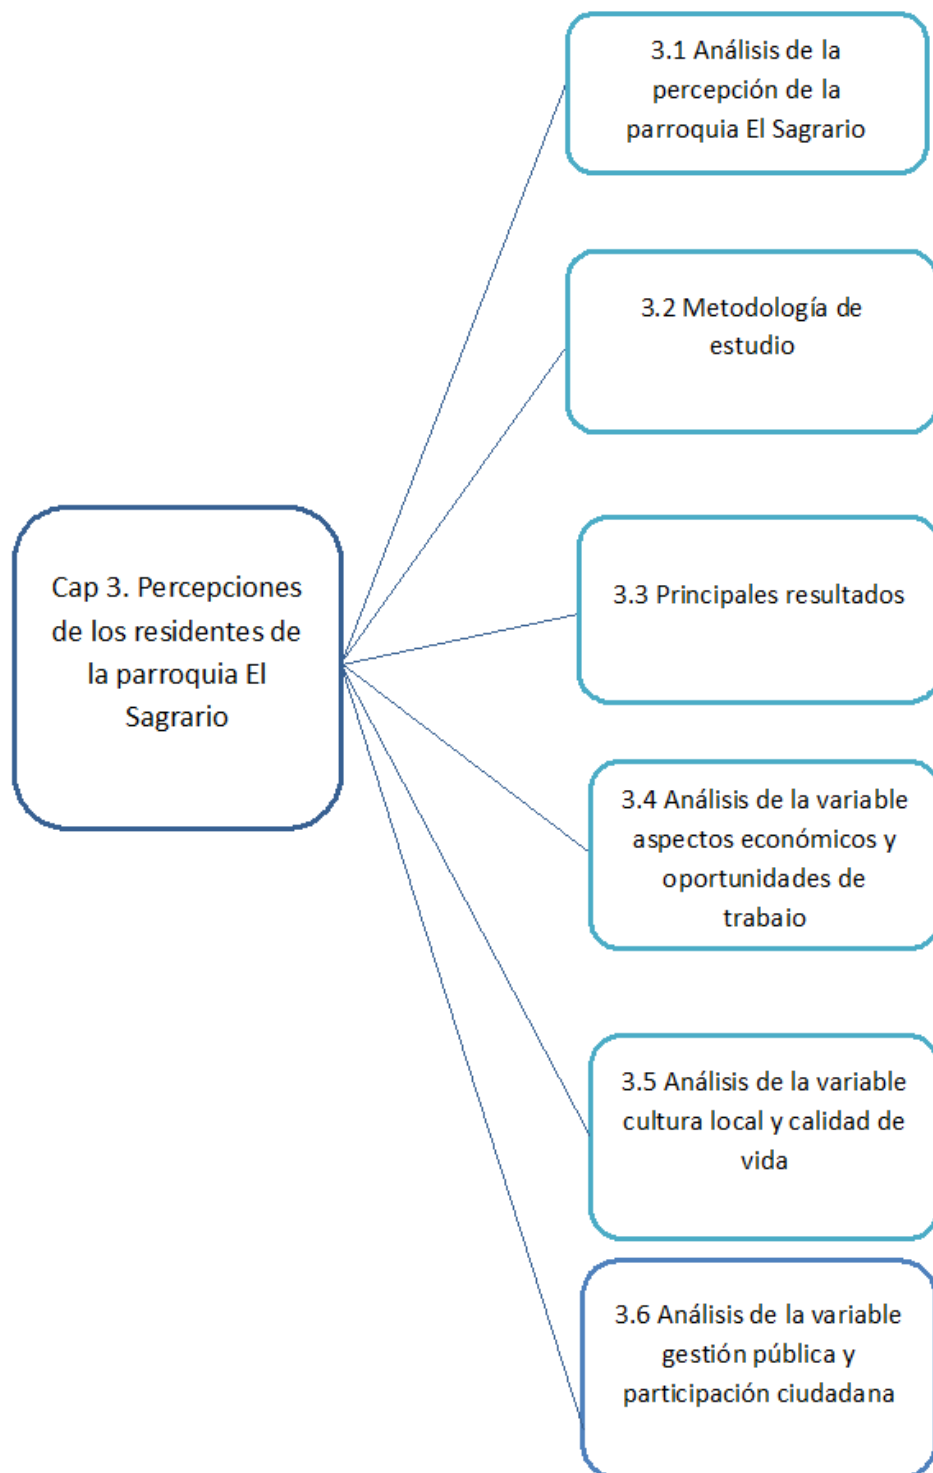 3.1 Análisis de la
percepción de la
parroquia El Sagrario
3.2 Metodología de
estudio
Cap 3. Percepciones
de los residentes de
la parroquia El
Sagrario
3.3 Principales resultados
3.4 Análisis de la variable
aspectos económicos y
oportunidades de
trabajo
3.5 Análisis de la variable
cultura local y calidad de
vida
3.6 Análisis de la variable
gestión pública y
participación ciudadana